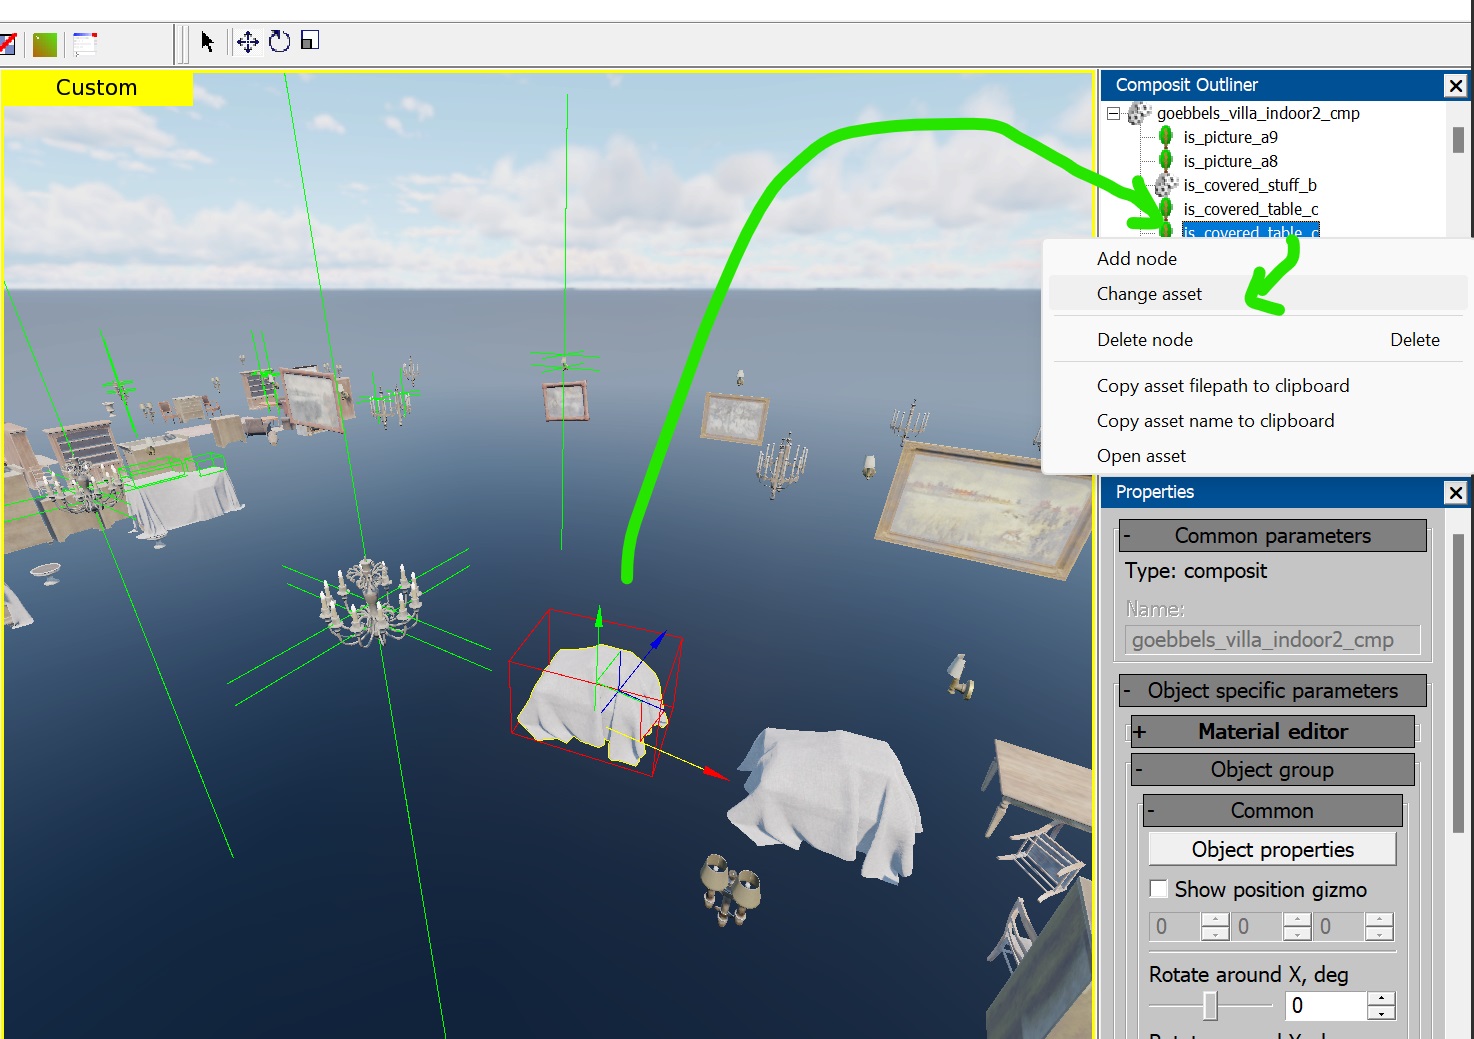 Custom
Composit Outliner
goebbels_villa_indoor2_cmp
is_picture_a9
is_picture_a8
is_covered_stuff_b
is_covered_table_c
is_covered_table_c
Add node
Change asset
Delete node Delete
Copy asset filepath to clipboard
Copy asset name to clipboard
Open asset
Properties
- Common parameters
Type: composit
Name:
goebbels_villa_indoor2_cmp
- Object specific parameters
+ Material editor
- Object group
- Common
Object properties
Show position gizmo
0 0 0
Rotate around X, deg
0